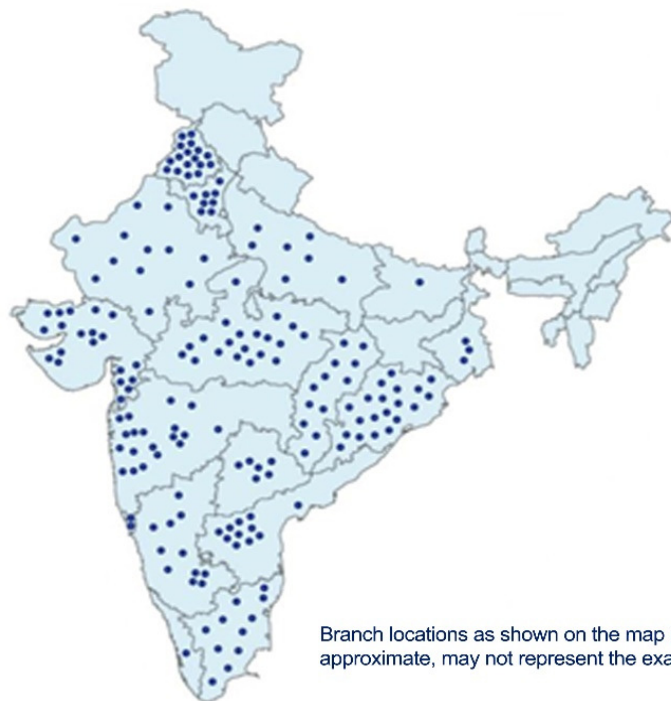 Branch locations as shown on the map
approximate, may not represent the exa